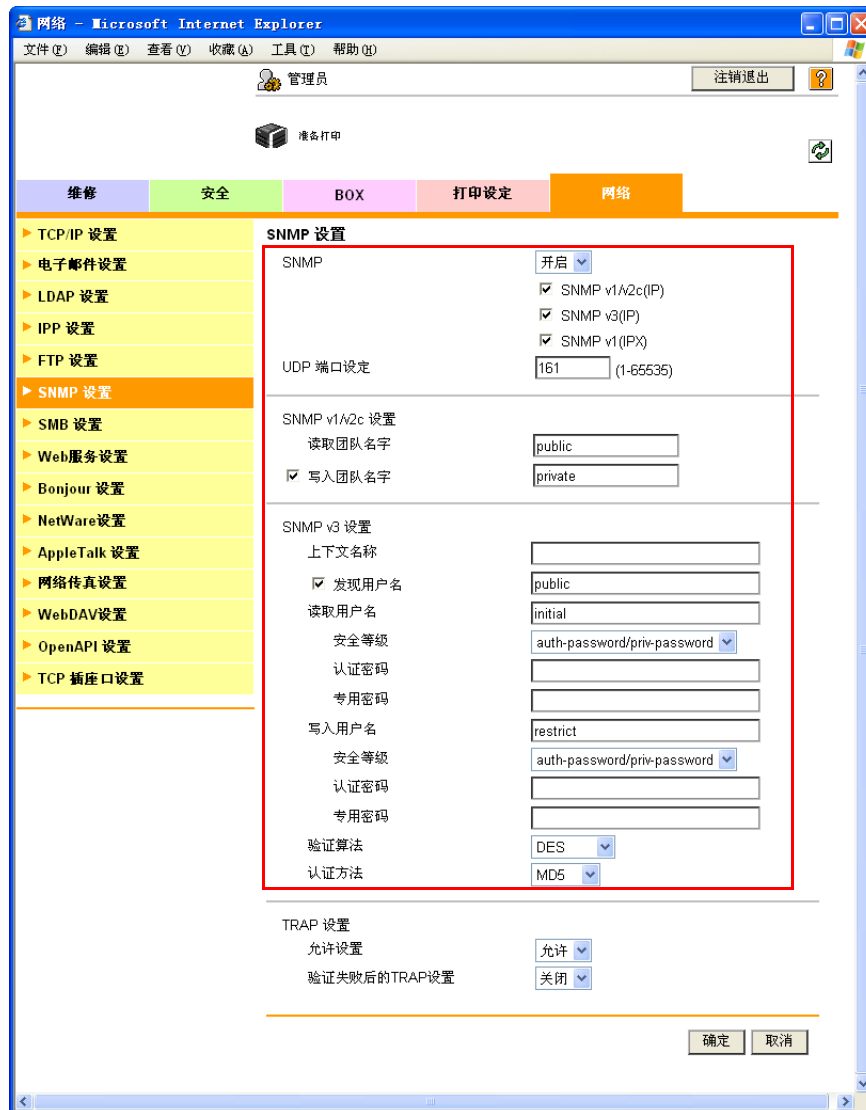 网络 - Microsoft Internet Explorer
文件(F) 编辑(E) 查看(V) 收藏(A) 工具(T) 帮助(H)
管理员
注销退出
?
准备打印
维修 安全 BOX 打印设定 网络
TCP/IP 设置
电子邮件设置
LDAP 设置
IPP 设置
FTP 设置
SNMP 设置
SMB 设置
Web服务设置
Bonjour 设置
NetWare设置
AppleTalk 设置
网络传真设置
WebDAV设置
OpenAPI 设置
TCP 插座口设置
SNMP 设置
SNMP 开启
SNMP v1/v2c(IP)
SNMP v3(IP)
SNMP v1(IPX)
UDP 端口设定 161 (1-65535)
SNMP v1/v2c 设置
读取团队名字 public
写入团队名字 private
SNMP v3 设置
上下文名称
发现用户名 public
读取用户名 initial
安全等级 auth-password/priv-password
认证密码
专用密码
写入用户名 restrict
安全等级 auth-password/priv-password
认证密码
专用密码
验证算法 DES
认证方法 MD5
TRAP 设置
允许设置 允许
验证失败后的TRAP设置 关闭
确定 取消